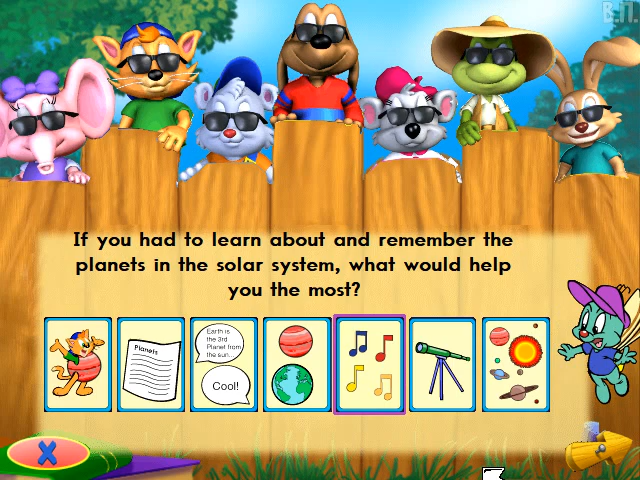 В.П.
If you had to learn about and remember the
planets in the solar system, what would help
you the most?
Planets
Earth is
the 3rd
Planet from
the sun...
Cool!